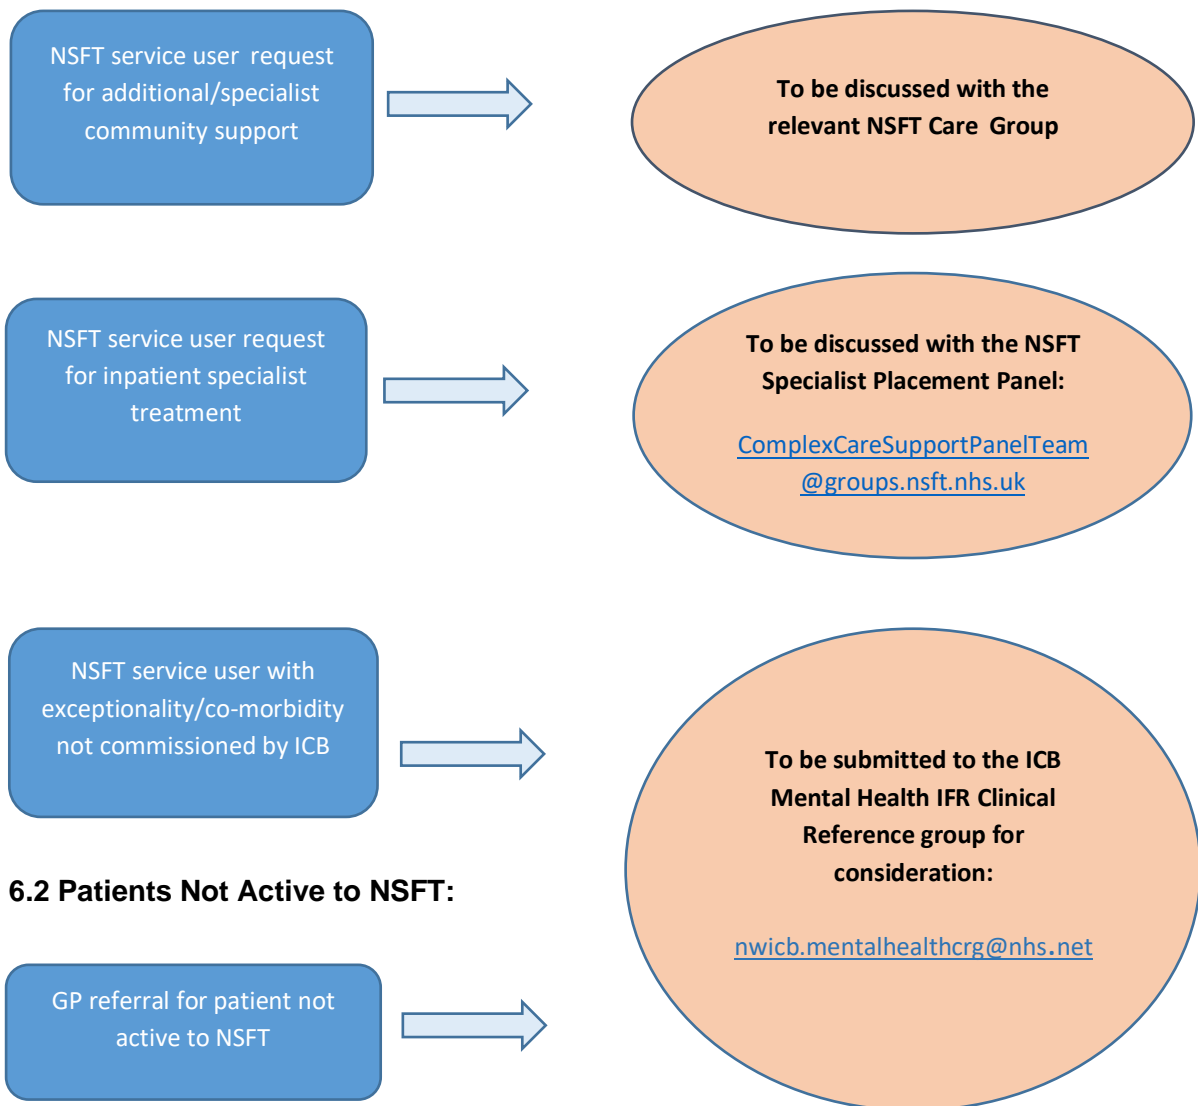 NSFT service user request
for additional/specialist
community support
To be discussed with the
relevant NSFT Care Group
NSFT service user request
for inpatient specialist
treatment
To be discussed with the NSFT
Specialist Placement Panel:
ComplexCareSupportPanelTeam
@groups.nsft.nhs.uk
NSFT service user with
exceptionality/co-morbidity
not commissioned by ICB
To be submitted to the ICB
Mental Health IFR Clinical
Reference group for
consideration:
nwicb.mentalhealthcrg@nhs.net
6.2 Patients Not Active to NSFT:
GP referral for patient not
active to NSFT